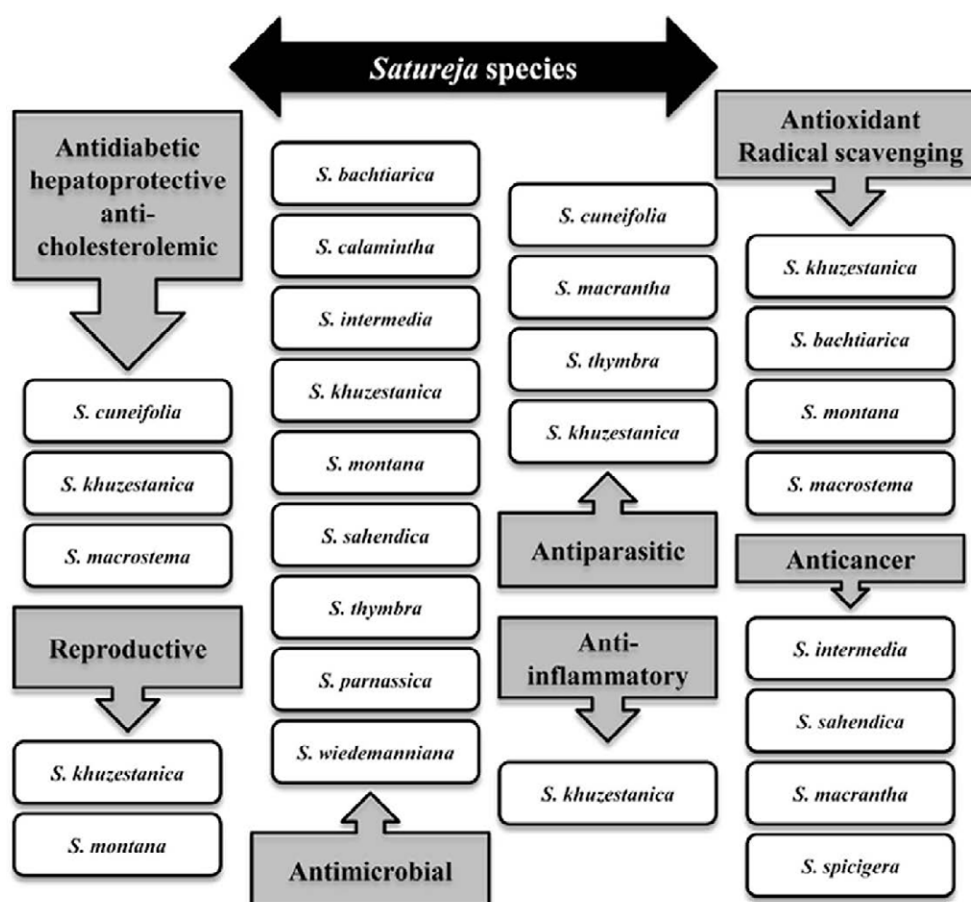 Satureja species
Antidiabetic
hepatoprotective
anti-
cholesterolemic
S. cuneifolia
S. khuzestanica
S. macrostema
Reproductive
S. khuzestanica
S. montana
S. bachtiarica
S. calamintha
S. intermedia
S. khuzestanica
S. montana
S. sahendica
S. thymbra
S. parnassica
S. wiedemanniana
Antimicrobial
S. cuneifolia
S. macrantha
S. thymbra
S. khuzestanica
Antiparasitic
Anti-
inflammatory
S. khuzestanica
Antioxidant
Radical scavenging
S. khuzestanica
S. bachtiarica
S. montana
S. macrostema
Anticancer
S. intermedia
S. sahendica
S. macrantha
S. spicigera